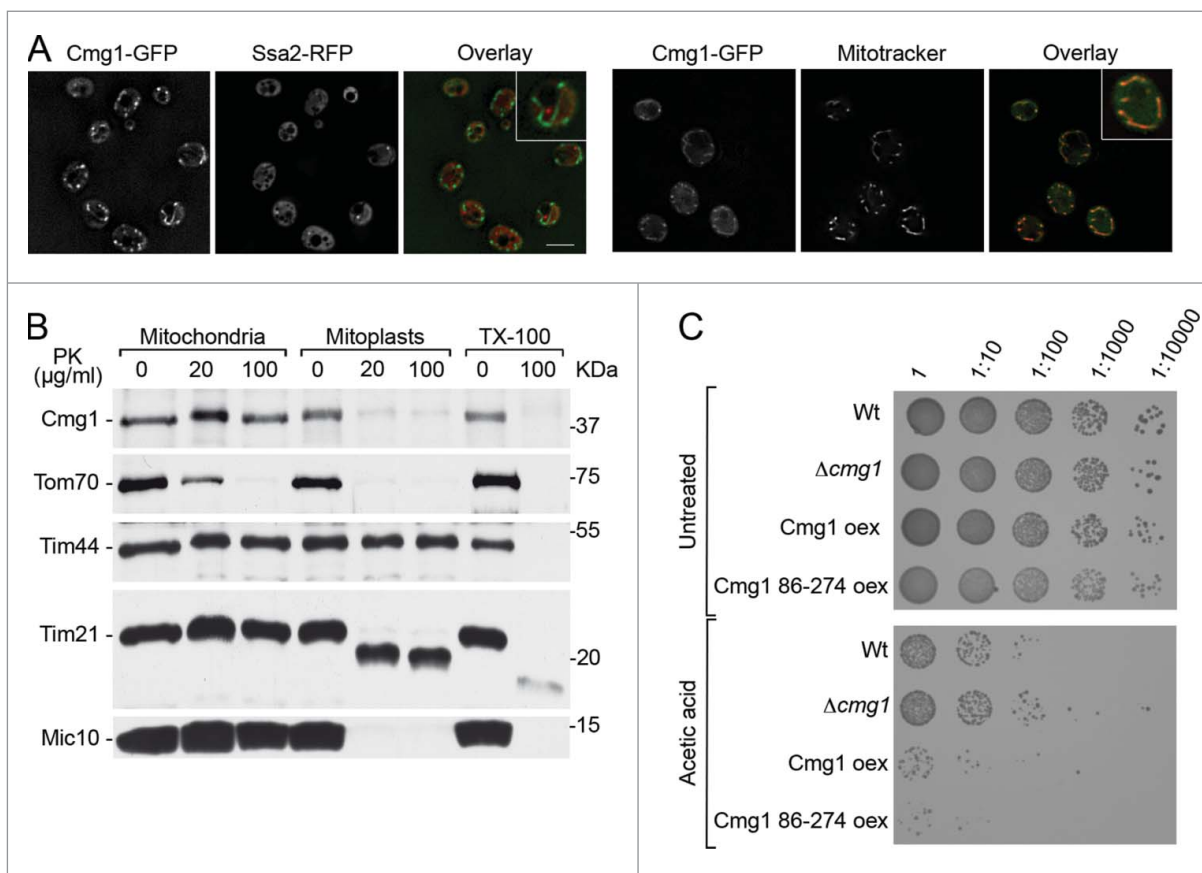 A
Cmg1-GFP Ssa2-RFP Overlay Cmg1-GFP Mitotracker Overlay
B
Mitochondria Mitoplasts TX-100
PK (µg/ml) 0 20 100 0 20 100 0 100 KDa
Cmg1 - -37
Tom70 - -75
Tim44 - -55
Tim21 - -20
Mic10 - -15
C
1 1:10 1:100 1:1000 1:10000
Untreated
Wt
Δcmg1
Cmg1 oex
Cmg1 86-274 oex
Acetic acid
Wt
Δcmg1
Cmg1 oex
Cmg1 86-274 oex